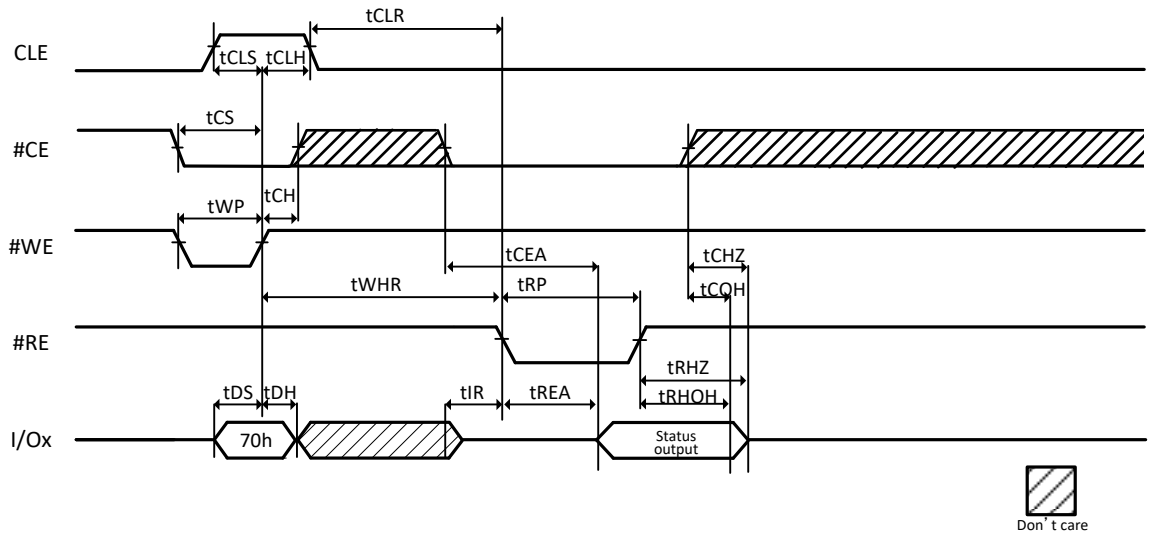 tCLR
CLE
tCLS tCLH
tCS
#CE
tCH
tWP
#WE
tCEA
tCHZ
tWHR
tRP
tCOH
#RE
tRHZ
tDS tDH
tIR
tREA
tRHOH
I/Ox
70h
Status
output
Don't care